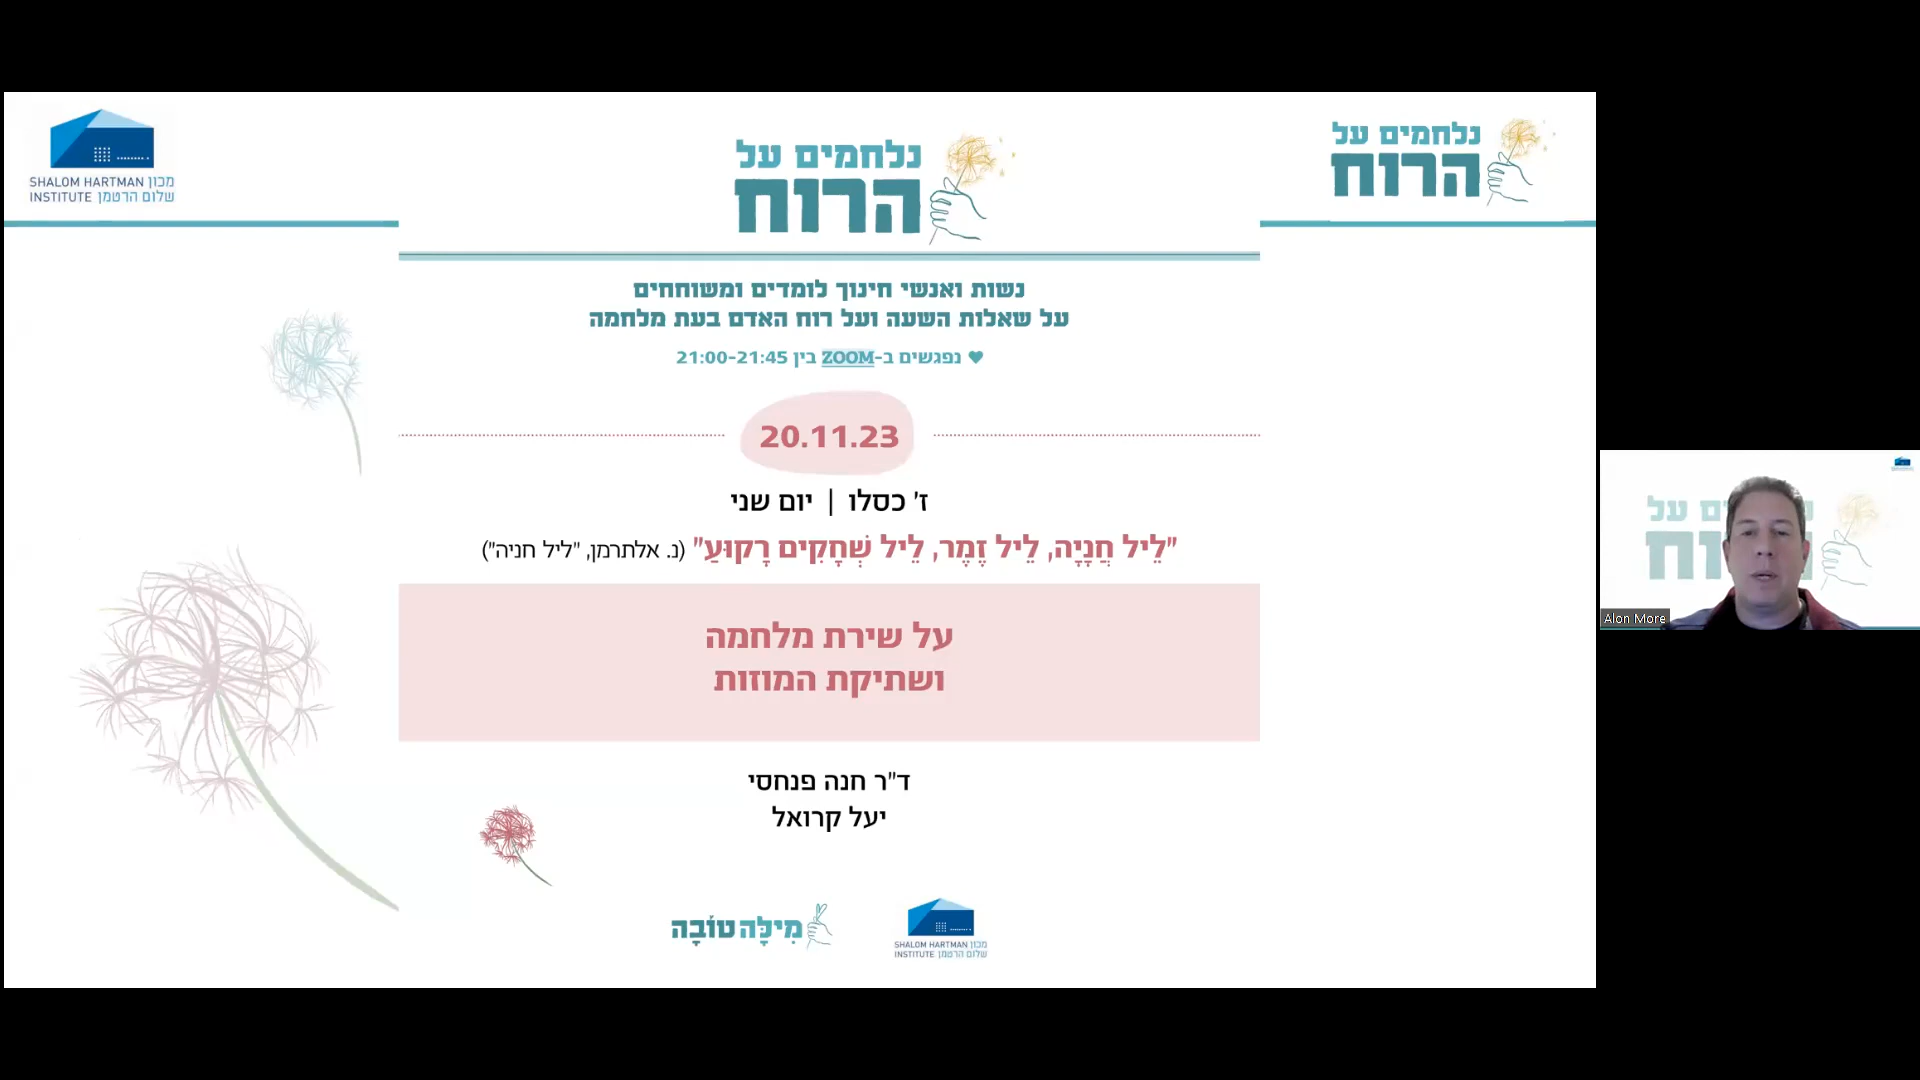 SHALOM HARTMAN מכון
INSTITUTE שלום הרטמן
נלחמים על
הרוח
נלחמים על
הרוח
נשות ואנשי חינוך לומדים ומשוחחים
על שאלות השעה ועל רוח האדם בעת מלחמה
♥ נפגשים ב-ZOOM בין 21:00-21:45
20.11.23
ז' כסלו | יום שני
"לֵיל חֲנָיָה, לֵיל זֶמֶר, לֵיל שְׁחָקִים רָקוּעַ" (נ. אלתרמן, "ליל חניה")
על שירת מלחמה
ושתיקת המוזות
ד"ר חנה פנחסי
יעל קרואל
מִילָּה טוֹבָה
SHALOM HARTMAN מכון
INSTITUTE שלום הרטמן
Alon More